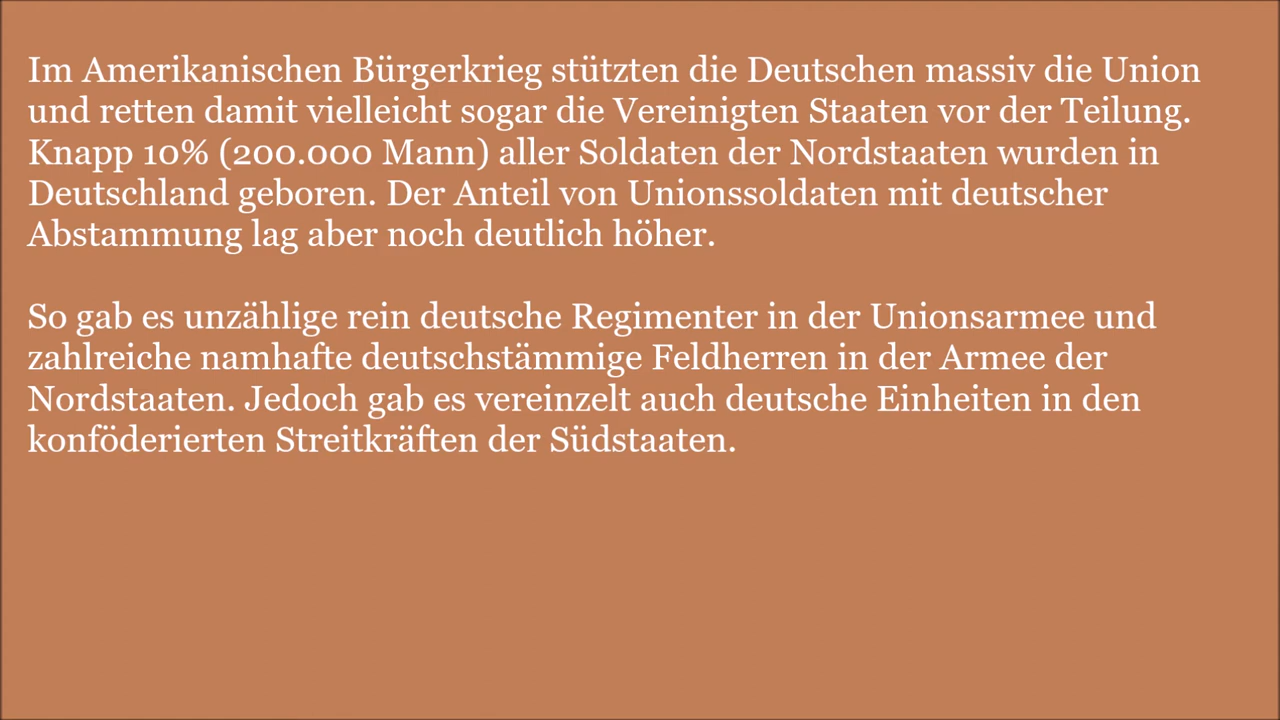 Im Amerikanischen Bürgerkrieg stützten die Deutschen massiv die Union
und retten damit vielleicht sogar die Vereinigten Staaten vor der Teilung.
Knapp 10% (200.000 Mann) aller Soldaten der Nordstaaten wurden in
Deutschland geboren. Der Anteil von Unionssoldaten mit deutscher
Abstammung lag aber noch deutlich höher.
So gab es unzählige rein deutsche Regimenter in der Unionsarmee und
zahlreiche namhafte deutschstämmige Feldherren in der Armee der
Nordstaaten. Jedoch gab es vereinzelt auch deutsche Einheiten in den
konföderierten Streitkräften der Südstaaten.